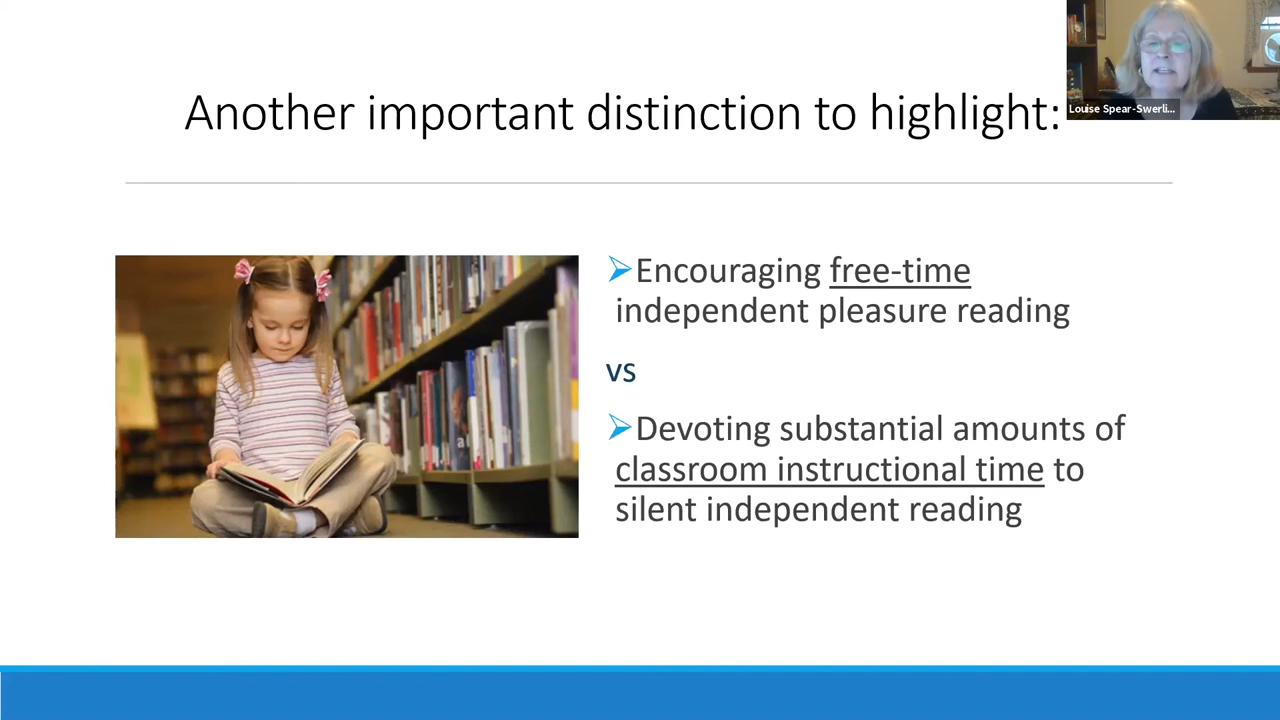 Another important distinction to highlight:
Louise Spear-Swerli...
➢Encouraging free-time
independent pleasure reading
vs
➢Devoting substantial amounts of
classroom instructional time to
silent independent reading